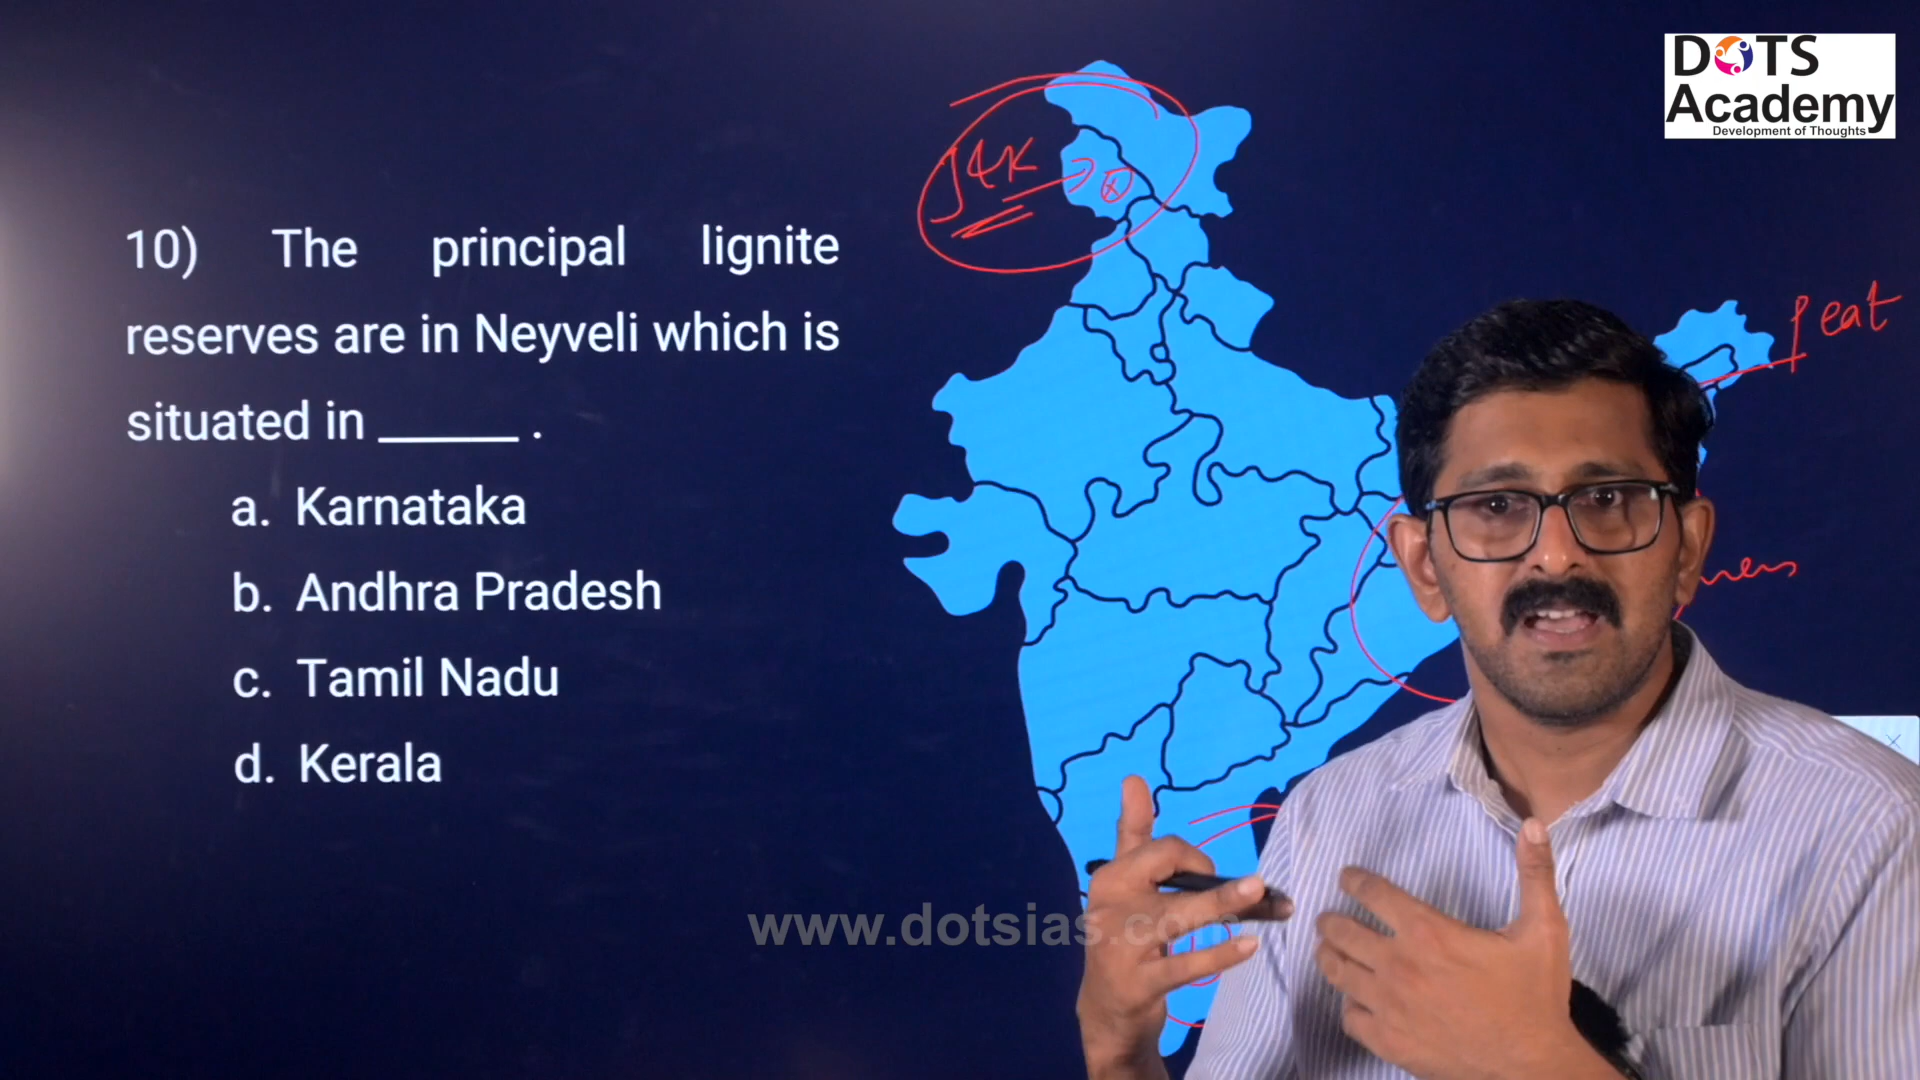 DOTS
Academy
Development of Thoughts
10) The principal lignite
reserves are in Neyveli which is
situated in ______ .
a. Karnataka
b. Andhra Pradesh
c. Tamil Nadu
d. Kerala
J&K
peat
www.dotsias.com